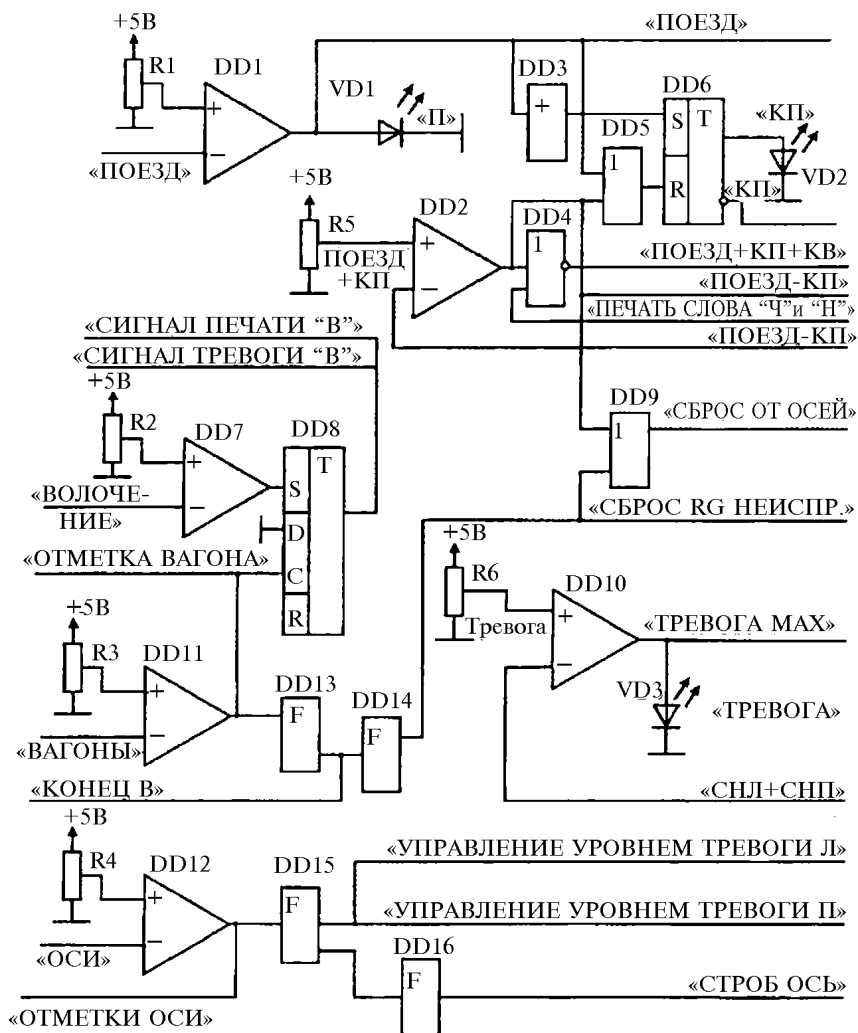 +5В
«ПОЕЗД»
R1
DD1
VD1
«П»
DD3
+
DD6
S
T
R
«КП»
VD2
«КП»
DD5
1
+
−
«ПОЕЗД»
+5В
R5
ПОЕЗД
+КП
DD2
+
−
DD4
1
«ПОЕЗД+КП+КВ»
«ПОЕЗД-КП»
«ПЕЧАТЬ СЛОВА “Ч”и “Н”
«ПОЕЗД-КП»
«СИГНАЛ ПЕЧАТИ “В”»
«СИГНАЛ ТРЕВОГИ “В”»
+5В
R2
DD7
+
−
DD8
T
S
D
C
R
DD9
1
«СБРОС ОТ ОСЕЙ»
«ВОЛОЧЕ-
НИЕ»
«СБРОС RG НЕИСПР.»
«ОТМЕТКА ВАГОНА»
+5В
R6
Тревога
DD10
+
−
«ТРЕВОГА МАХ»
VD3
«ТРЕВОГА»
+5В
R3
DD11
+
−
DD13
F
DD14
F
«ВАГОНЫ»
«КОНЕЦ В»
«СНЛ+СНП»
+5В
R4
DD12
+
−
DD15
F
«УПРАВЛЕНИЕ УРОВНЕМ ТРЕВОГИ Л»
«УПРАВЛЕНИЕ УРОВНЕМ ТРЕВОГИ П»
«ОСИ»
DD16
F
«СТРОБ ОСЬ»
«ОТМЕТКИ ОСИ»